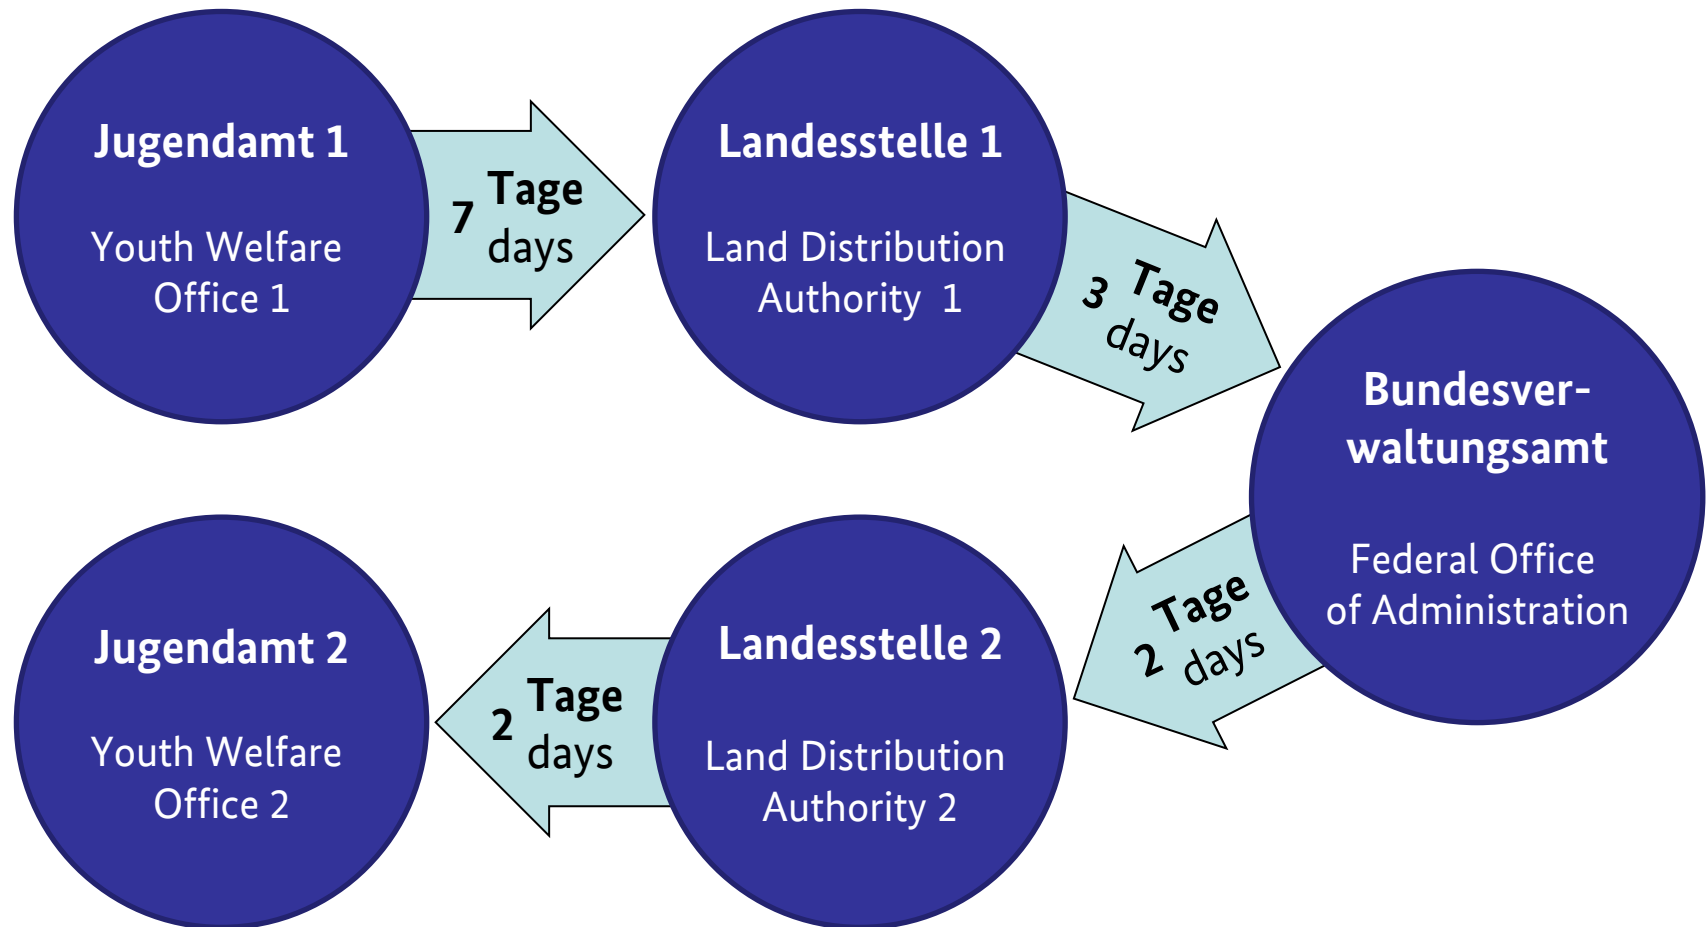 Jugendamt 1
Youth Welfare
Office 1
7 Tage
days
Landesstelle 1
Land Distribution
Authority 1
3 Tage
days
Bundesver-
waltungsamt
Federal Office
of Administration
2 Tage
days
Landesstelle 2
Land Distribution
Authority 2
2 Tage
days
Jugendamt 2
Youth Welfare
Office 2